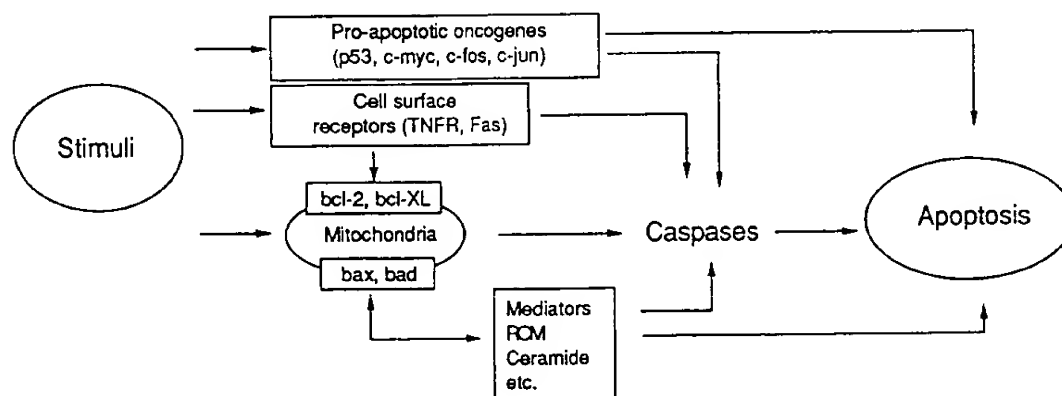 Pro-apoptotic oncogenes
(p53, c-myc, c-fos, c-jun)
Cell surface
receptors (TNFR, Fas)
Stimuli
bcl-2, bcl-XL
Mitochondria
bax, bad
Caspases
Apoptosis
Mediators
ROM
Ceramide
etc.